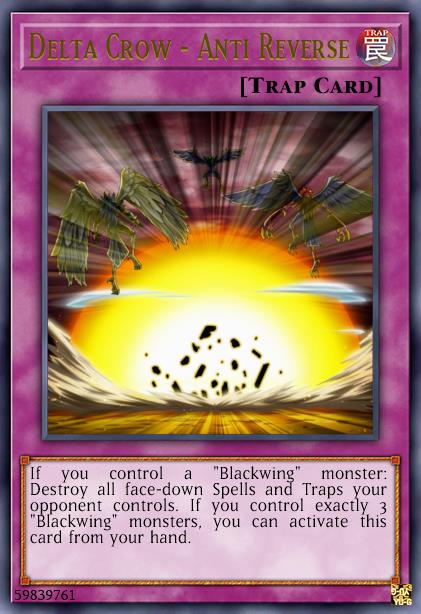 Delta Crow - Anti Reverse
TRAP
罠
[Trap Card]
If you control a "Blackwing" monster:
Destroy all face-down Spells and Traps your
opponent controls. If you control exactly 3
"Blackwing" monsters, you can activate this
card from your hand.
59839761